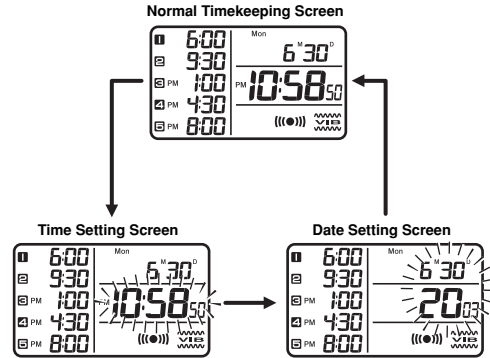 Normal Timekeeping Screen
1 6:00
2 9:30
3 PM 1:00
4 PM 4:30
5 PM 8:00
Mon
6 M 30 D
PM 10:58 50
VIB
Time Setting Screen
1 6:00
2 9:30
3 PM 1:00
4 PM 4:30
5 PM 8:00
Mon
6 M 30 D
10:58 50
VIB
Date Setting Screen
1 6:00
2 9:30
3 PM 1:00
4 PM 4:30
5 PM 8:00
Mon
6 M 30 D
20 03
VIB